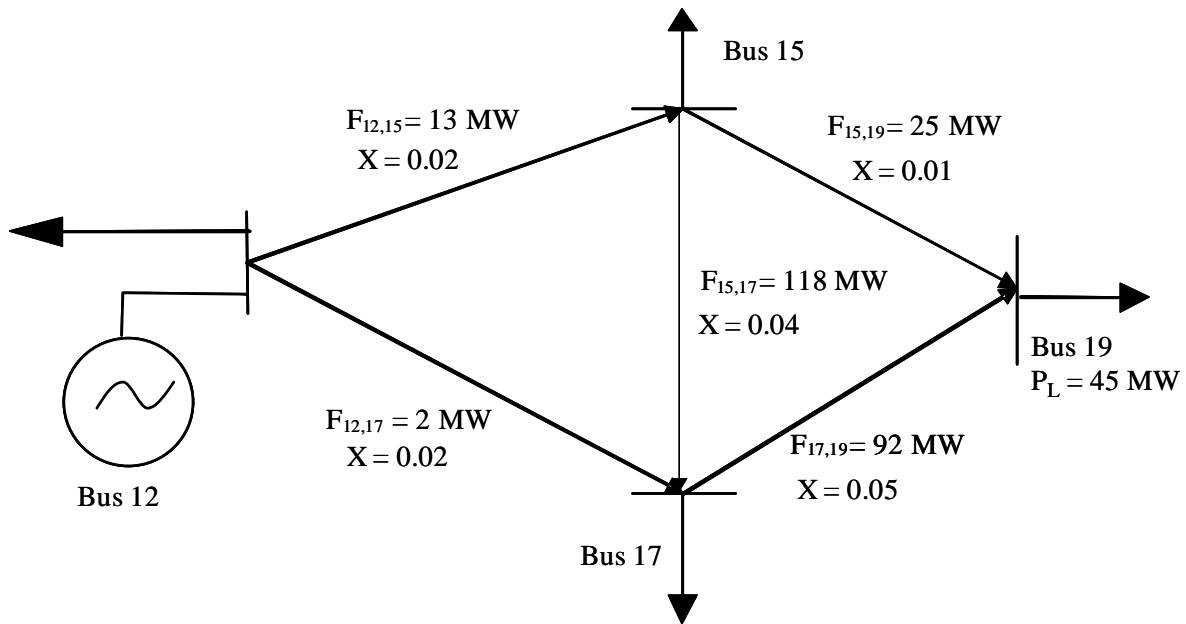 Bus 15
F₁₂,₁₅= 13 MW
X = 0.02
F₁₅,₁₉= 25 MW
X = 0.01
F₁₅,₁₇= 118 MW
X = 0.04
Bus 19
P_L = 45 MW
F₁₂,₁₇ = 2 MW
X = 0.02
F₁₇,₁₉= 92 MW
X = 0.05
Bus 12
Bus 17